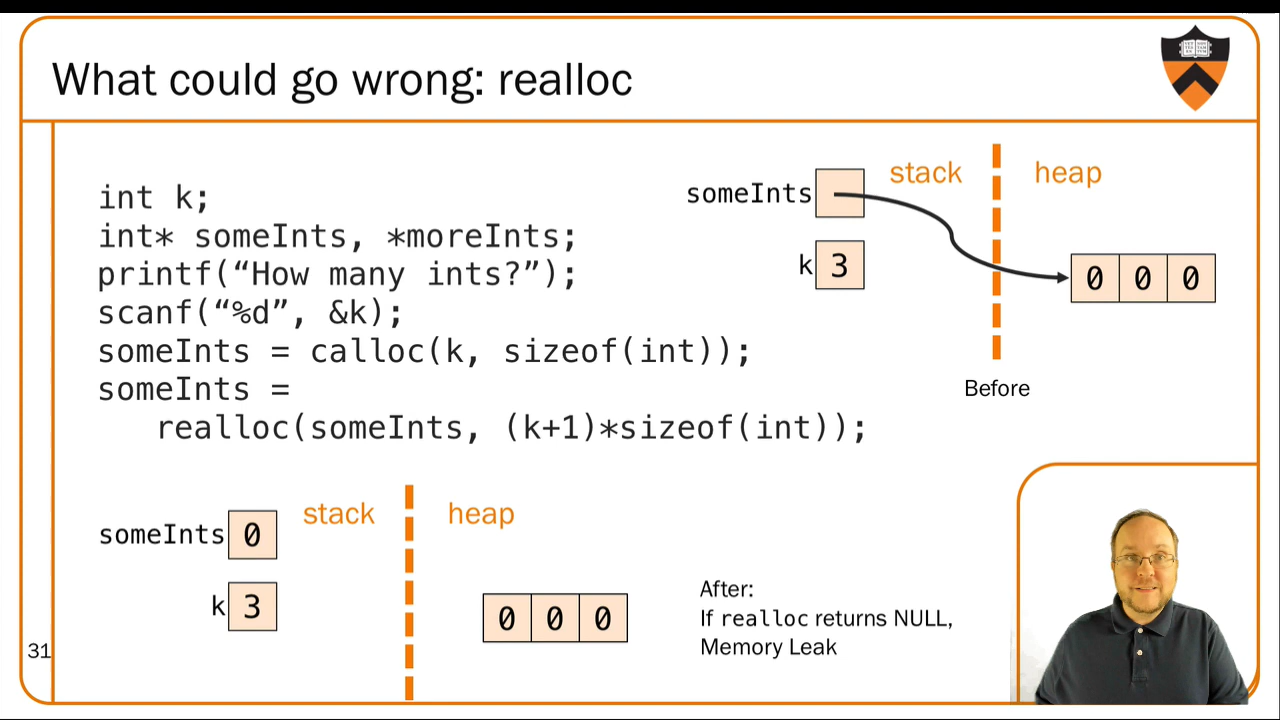 What could go wrong: realloc
int k;
int* someInts, *moreInts;
printf(“How many ints?”);
scanf(“%d”, &k);
someInts = calloc(k, sizeof(int));
someInts =
realloc(someInts, (k+1)*sizeof(int));
someInts
stack
heap
k 3
0 0 0
Before
someInts 0
stack
heap
k 3
0 0 0
After:
If realloc returns NULL,
Memory Leak
31